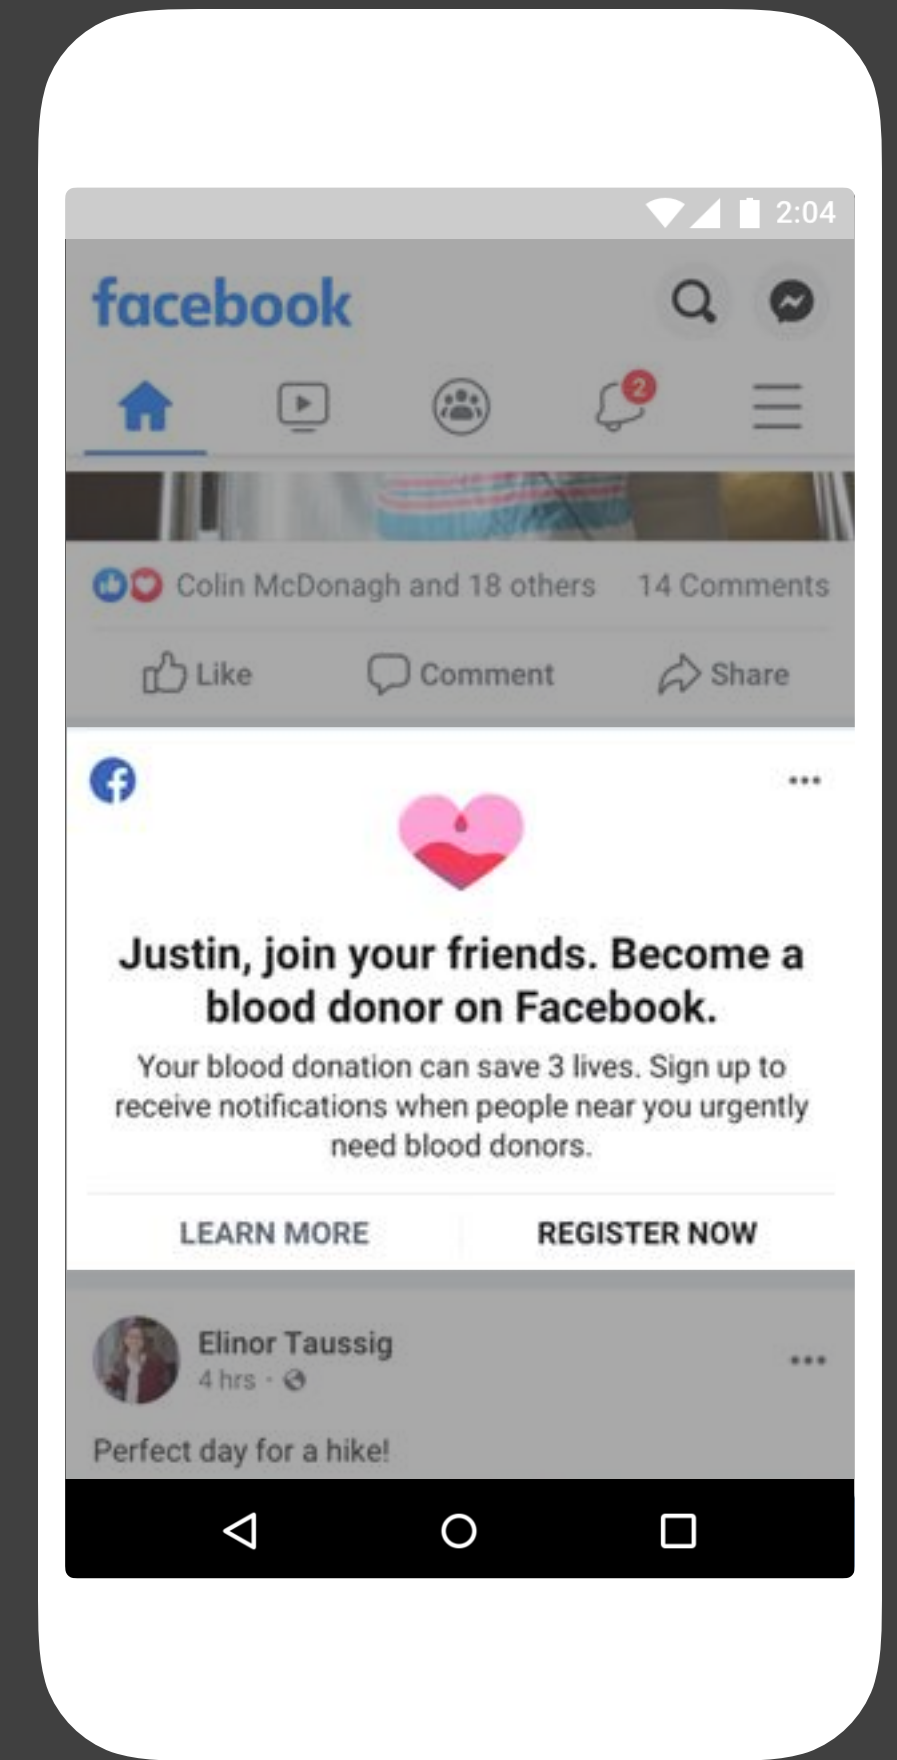 2:04
facebook
2
Colin McDonagh and 18 others 14 Comments
Like Comment Share
Justin, join your friends. Become a
blood donor on Facebook.
Your blood donation can save 3 lives. Sign up to
receive notifications when people near you urgently
need blood donors.
LEARN MORE REGISTER NOW
Elinor Taussig
4 hrs ·
Perfect day for a hike!